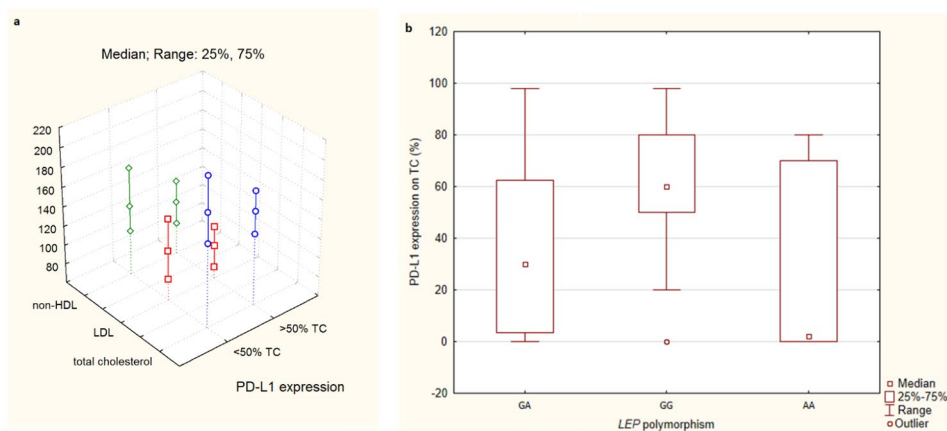 a
Median; Range: 25%, 75%
220
200
180
160
140
120
100
80
non-HDL
LDL
total cholesterol
<50% TC
>50% TC
PD-L1 expression
b
PD-L1 expression on TC (%)
120
100
80
60
40
20
0
-20
GA
GG
AA
LEP polymorphism
Median
25%-75%
Range
Outlier